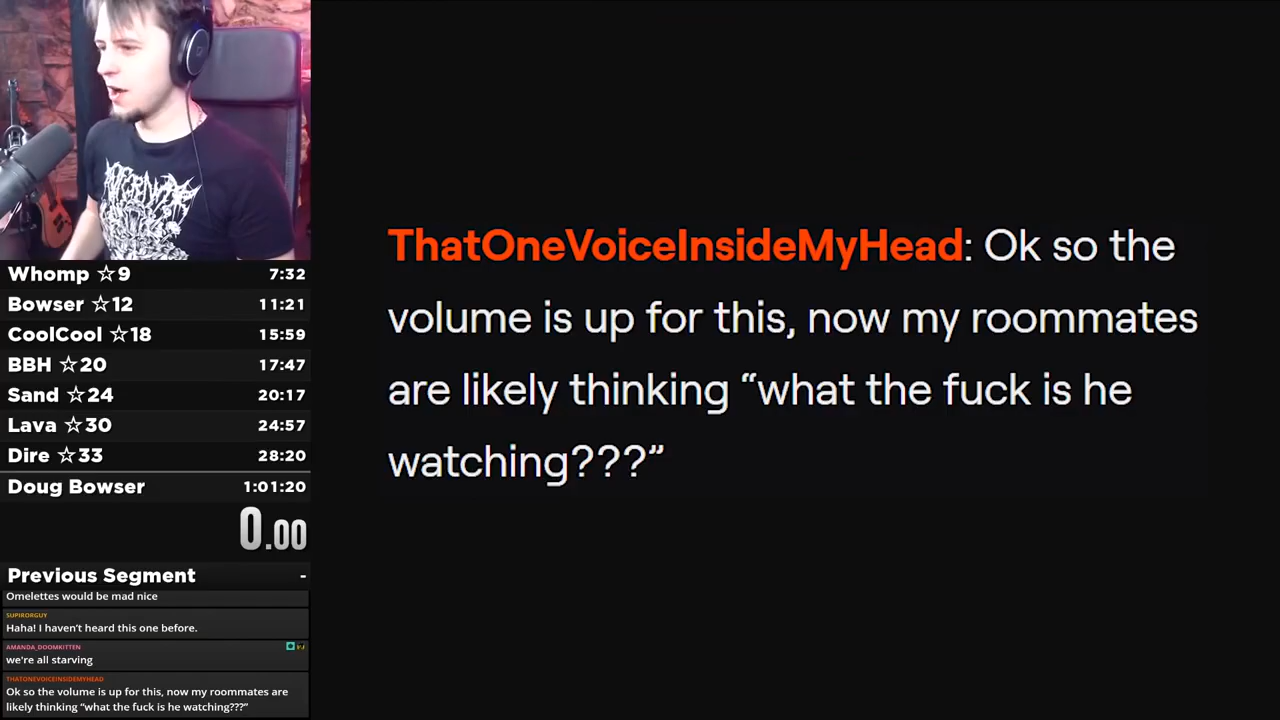 Whomp ☆9 7:32
Bowser ☆12 11:21
CoolCool ☆18 15:59
BBH ☆20 17:47
Sand ☆24 20:17
Lava ☆30 24:57
Dire ☆33 28:20
Doug Bowser 1:01:20
0.00
Previous Segment -
Omelettes would be mad nice
SUPIRORGUY
Haha! I haven't heard this one before.
AMANDA_DOOMKITTEN
we're all starving
THATONEVOICEINSIDEMYHEAD
Ok so the volume is up for this, now my roommates are
likely thinking “what the fuck is he watching???”
ThatOneVoiceInsideMyHead: Ok so the
volume is up for this, now my roommates
are likely thinking “what the fuck is he
watching???”